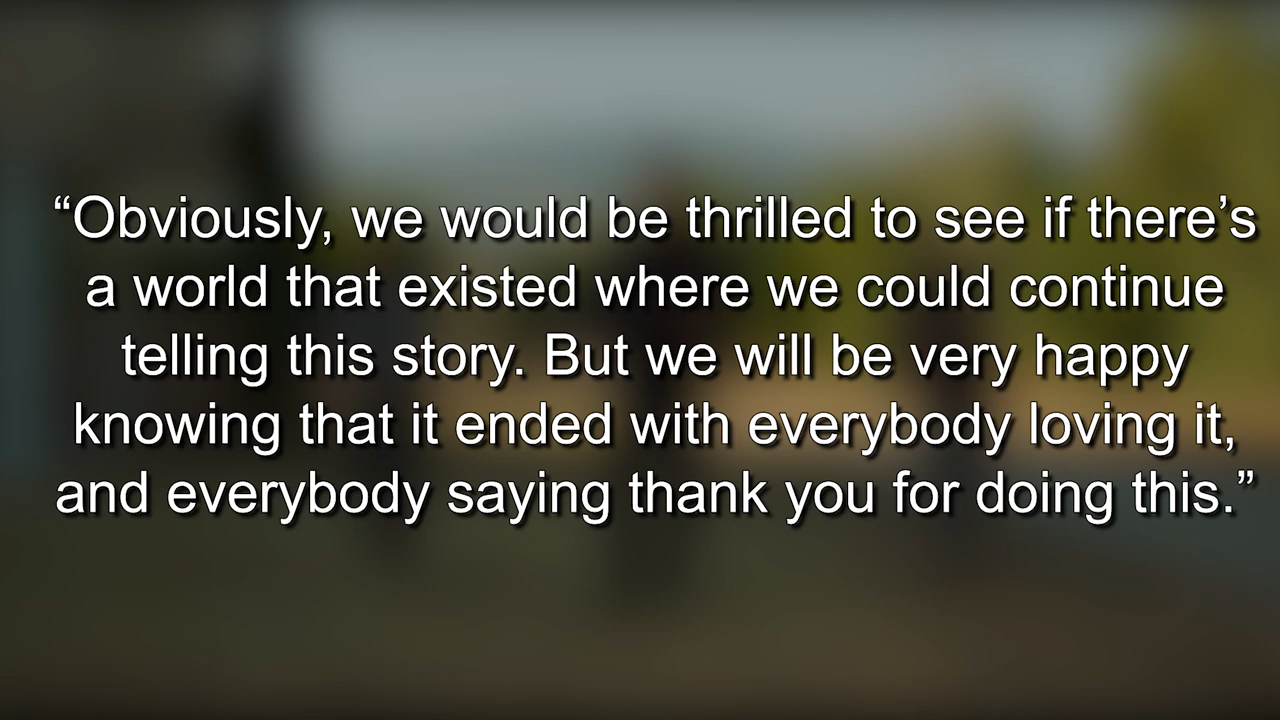 “Obviously, we would be thrilled to see if there’s
a world that existed where we could continue
telling this story. But we will be very happy
knowing that it ended with everybody loving it,
and everybody saying thank you for doing this.”